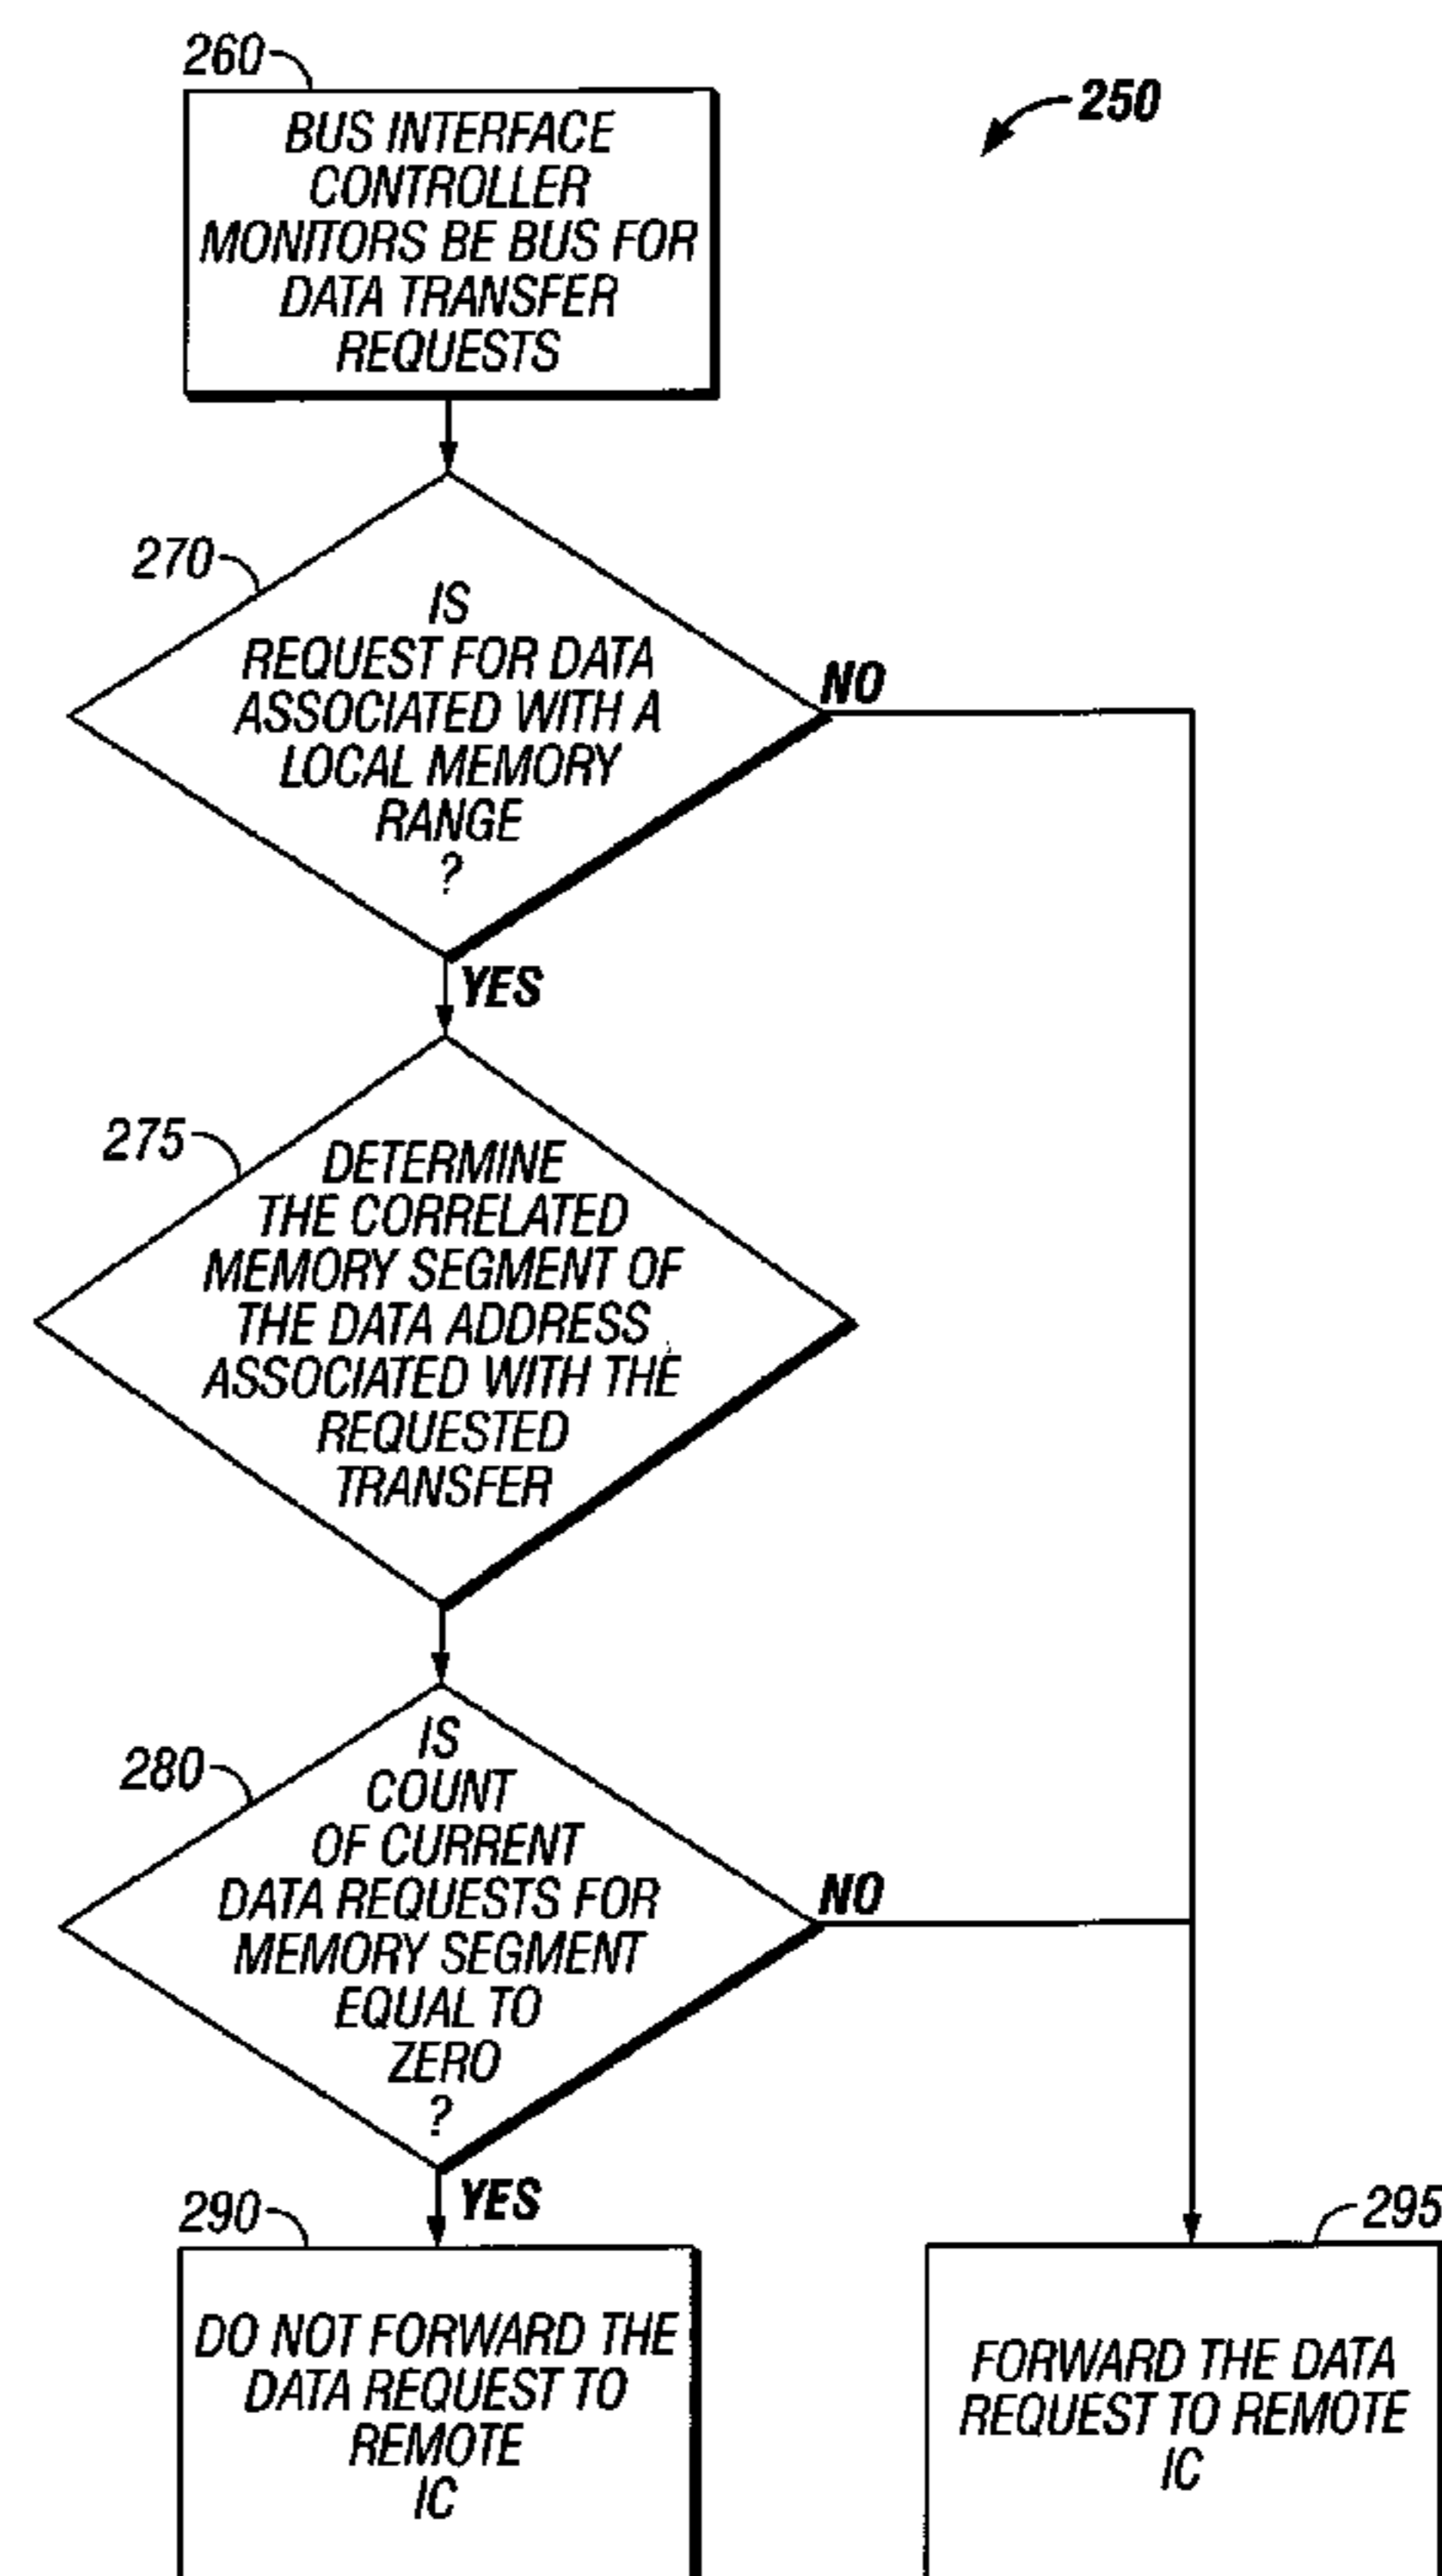 260
250
BUS INTERFACE
CONTROLLER
MONITORS BE BUS FOR
DATA TRANSFER
REQUESTS
270
IS
REQUEST FOR DATA
ASSOCIATED WITH A
LOCAL MEMORY
RANGE
?
NO
YES
275
DETERMINE
THE CORRELATED
MEMORY SEGMENT OF
THE DATA ADDRESS
ASSOCIATED WITH THE
REQUESTED
TRANSFER
280
IS
COUNT
OF CURRENT
DATA REQUESTS FOR
MEMORY SEGMENT
EQUAL TO
ZERO
?
NO
YES
290
DO NOT FORWARD THE
DATA REQUEST TO
REMOTE
IC
295
FORWARD THE DATA
REQUEST TO REMOTE
IC